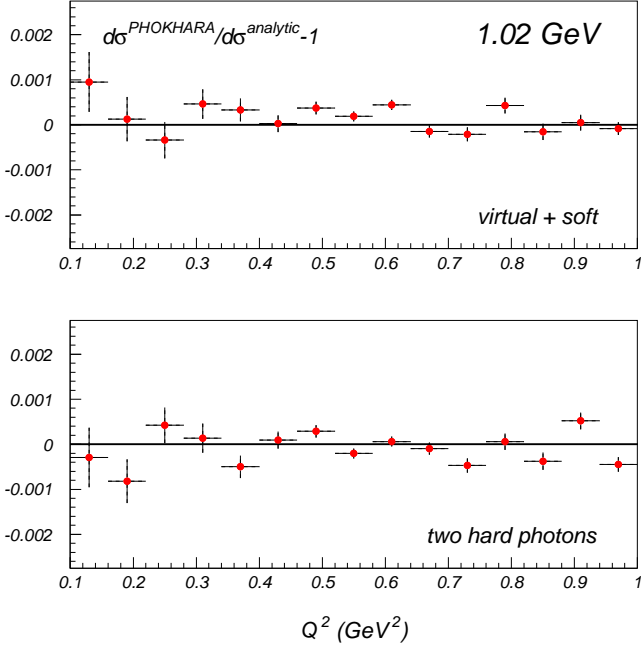 dσ^PHOKHARA/dσ^analytic-1 1.02 GeV
0.002
0.001
0
-0.001
-0.002
virtual + soft
0.1 0.2 0.3 0.4 0.5 0.6 0.7 0.8 0.9 1
0.002
0.001
0
-0.001
-0.002
two hard photons
0.1 0.2 0.3 0.4 0.5 0.6 0.7 0.8 0.9 1
Q^2 (GeV^2)